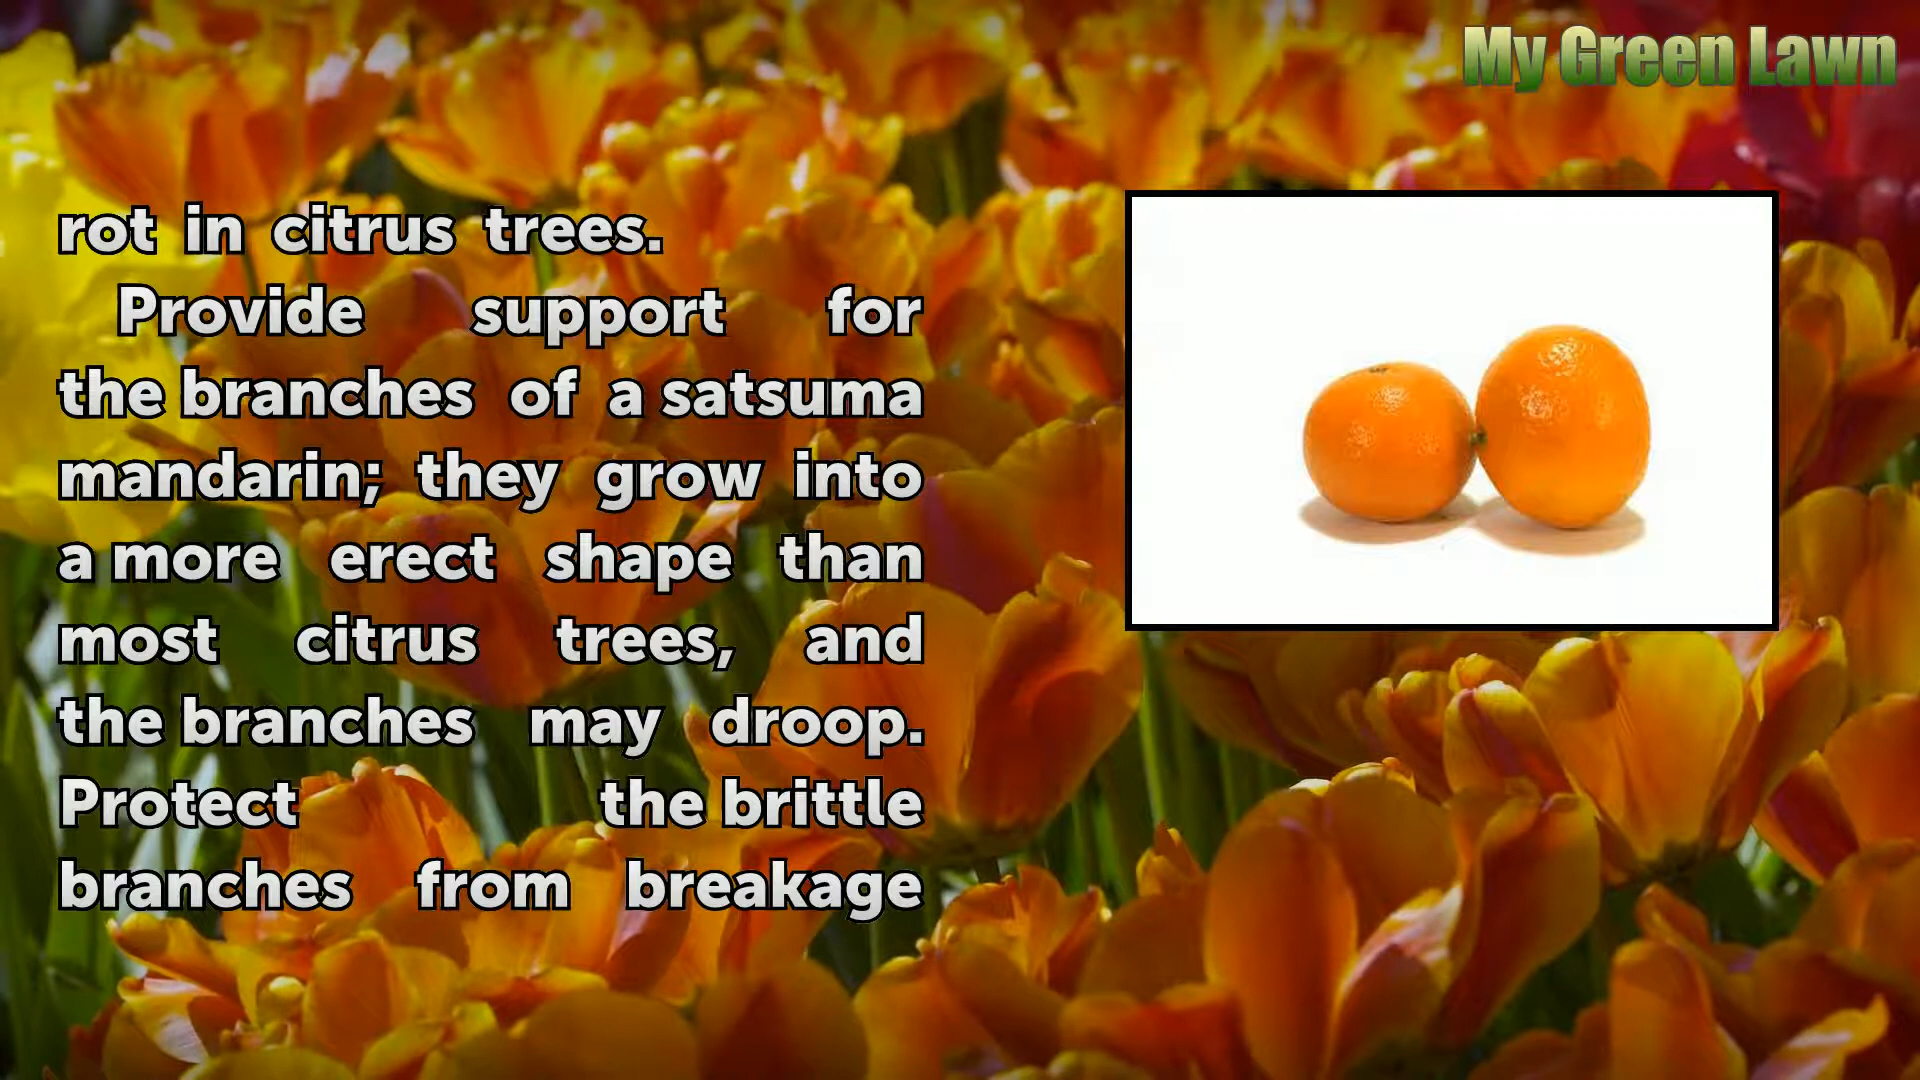 My Green Lawn
rot in citrus trees.
Provide support for
the branches of a satsuma
mandarin; they grow into
a more erect shape than
most citrus trees, and
the branches may droop.
Protect the brittle
branches from breakage